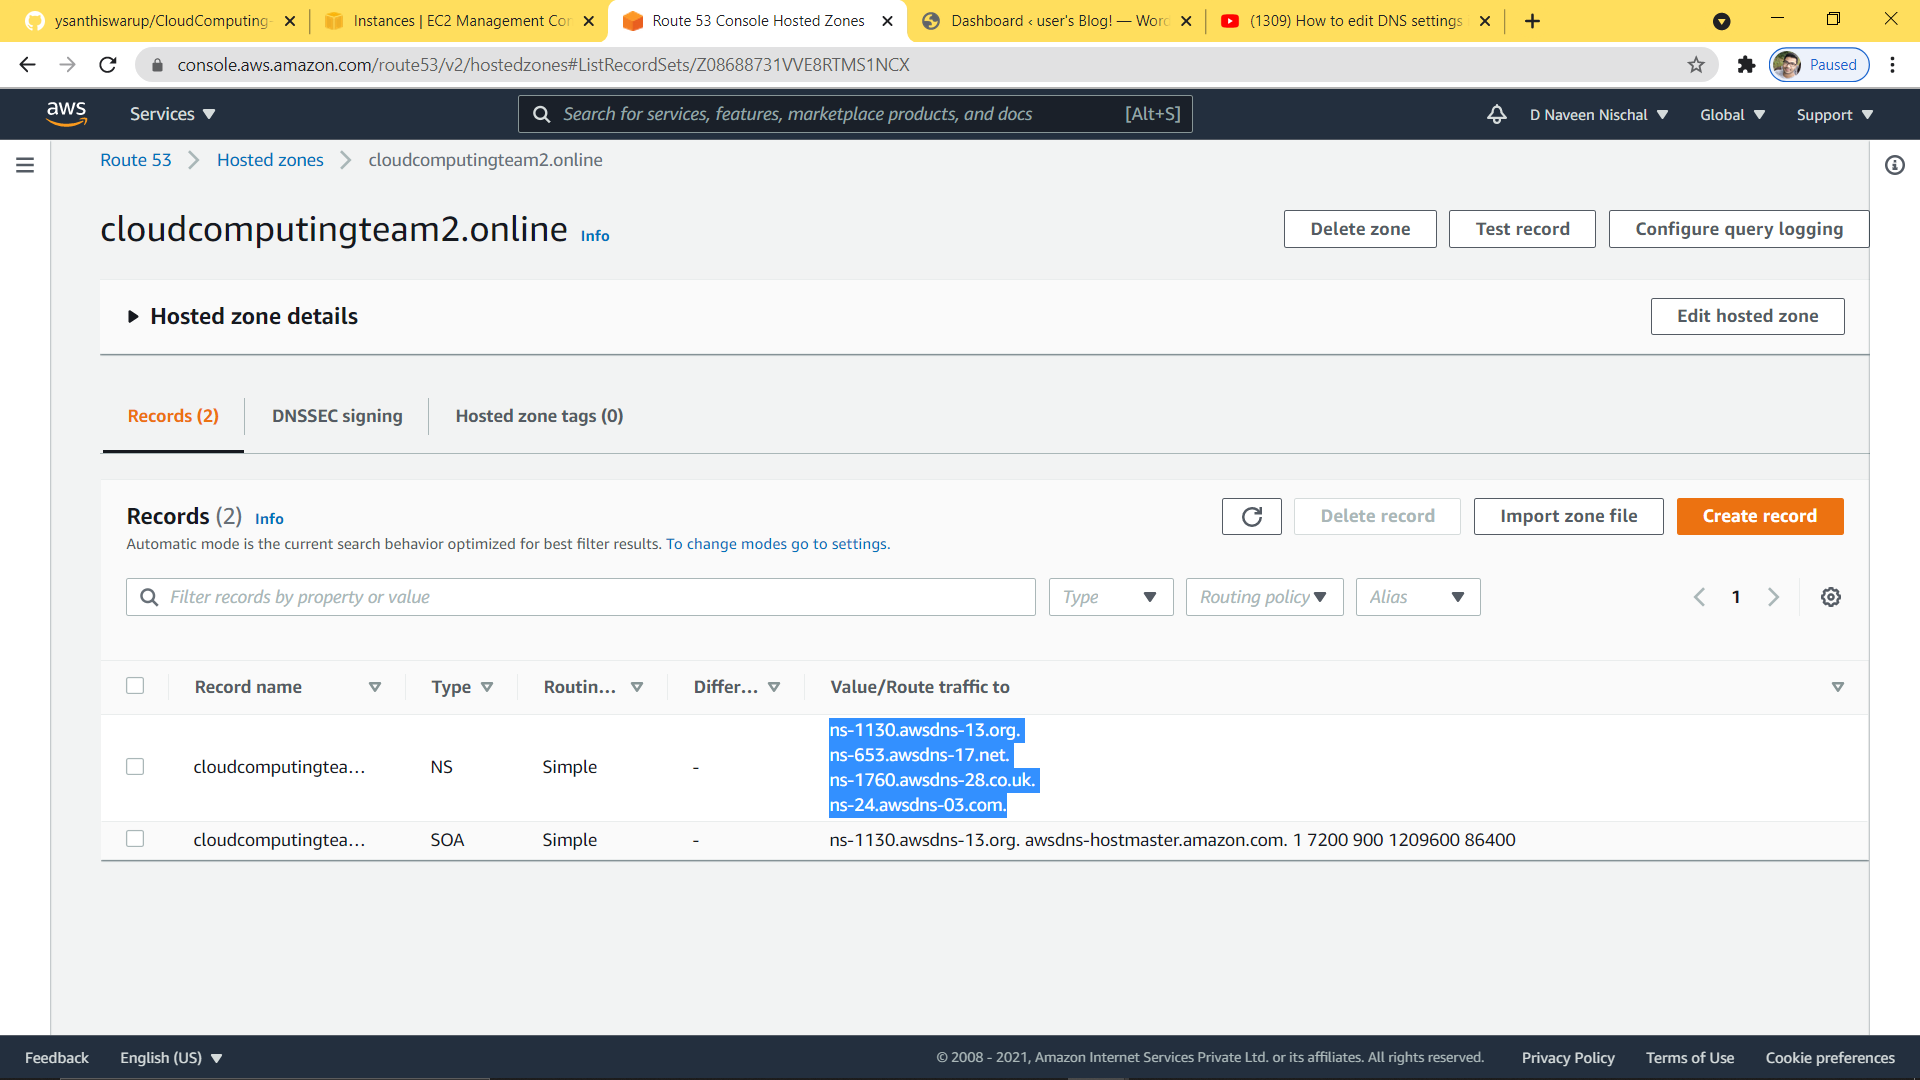 ysanthiswarup/CloudComputing-
Instances | EC2 Management Con
Route 53 Console Hosted Zones
Dashboard ‹ user's Blog! — Word
(1309) How to edit DNS settings
console.aws.amazon.com/route53/v2/hostedzones#ListRecordSets/Z08688731VVE8RTMS1NCX
Paused
aws
Services
Search for services, features, marketplace products, and docs
[Alt+S]
D Naveen Nischal
Global
Support
Route 53
Hosted zones
cloudcomputingteam2.online
cloudcomputingteam2.online
Info
Delete zone
Test record
Configure query logging
Hosted zone details
Edit hosted zone
Records (2)
DNSSEC signing
Hosted zone tags (0)
Records (2)
Info
Delete record
Import zone file
Create record
Automatic mode is the current search behavior optimized for best filter results. To change modes go to settings.
Filter records by property or value
Type
Routing policy
Alias
1
Record name
Type
Routin...
Differ...
Value/Route traffic to
cloudcomputingtea...
NS
Simple
-
ns-1130.awsdns-13.org.
ns-653.awsdns-17.net.
ns-1760.awsdns-28.co.uk.
ns-24.awsdns-03.com.
cloudcomputingtea...
SOA
Simple
-
ns-1130.awsdns-13.org. awsdns-hostmaster.amazon.com. 1 7200 900 1209600 86400
Feedback
English (US)
© 2008 - 2021, Amazon Internet Services Private Ltd. or its affiliates. All rights reserved.
Privacy Policy
Terms of Use
Cookie preferences